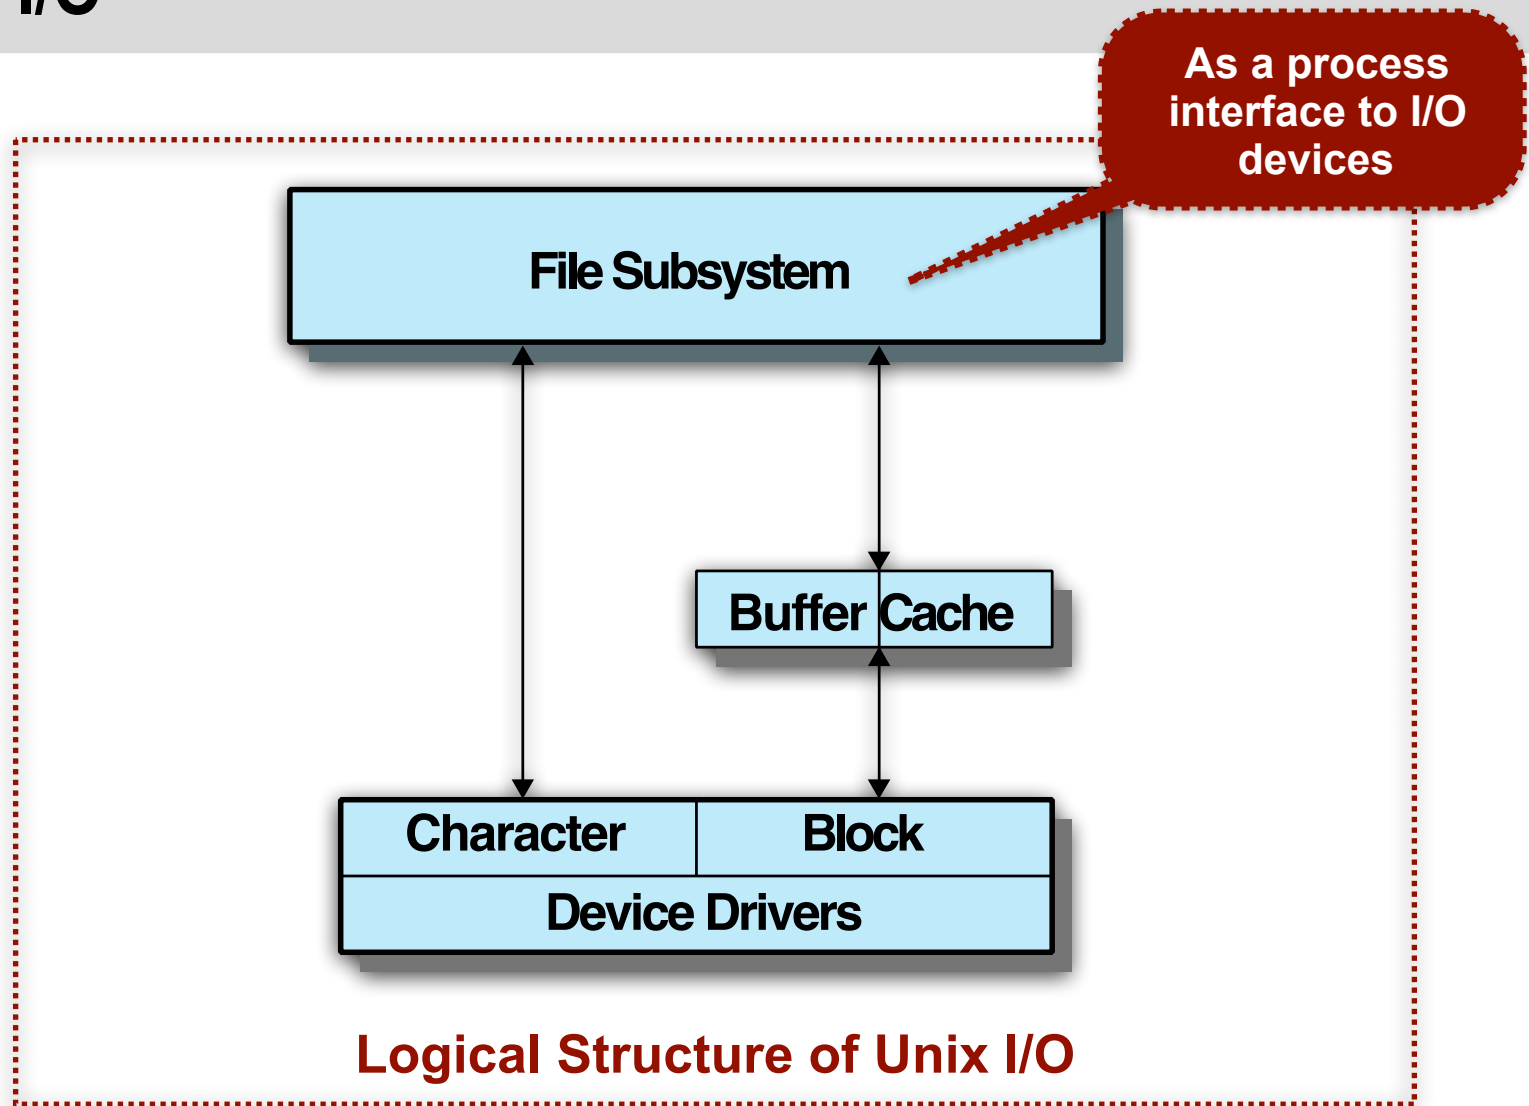 I/O
As a process
interface to I/O
devices
File Subsystem
Buffer Cache
Character
Block
Device Drivers
Logical Structure of Unix I/O